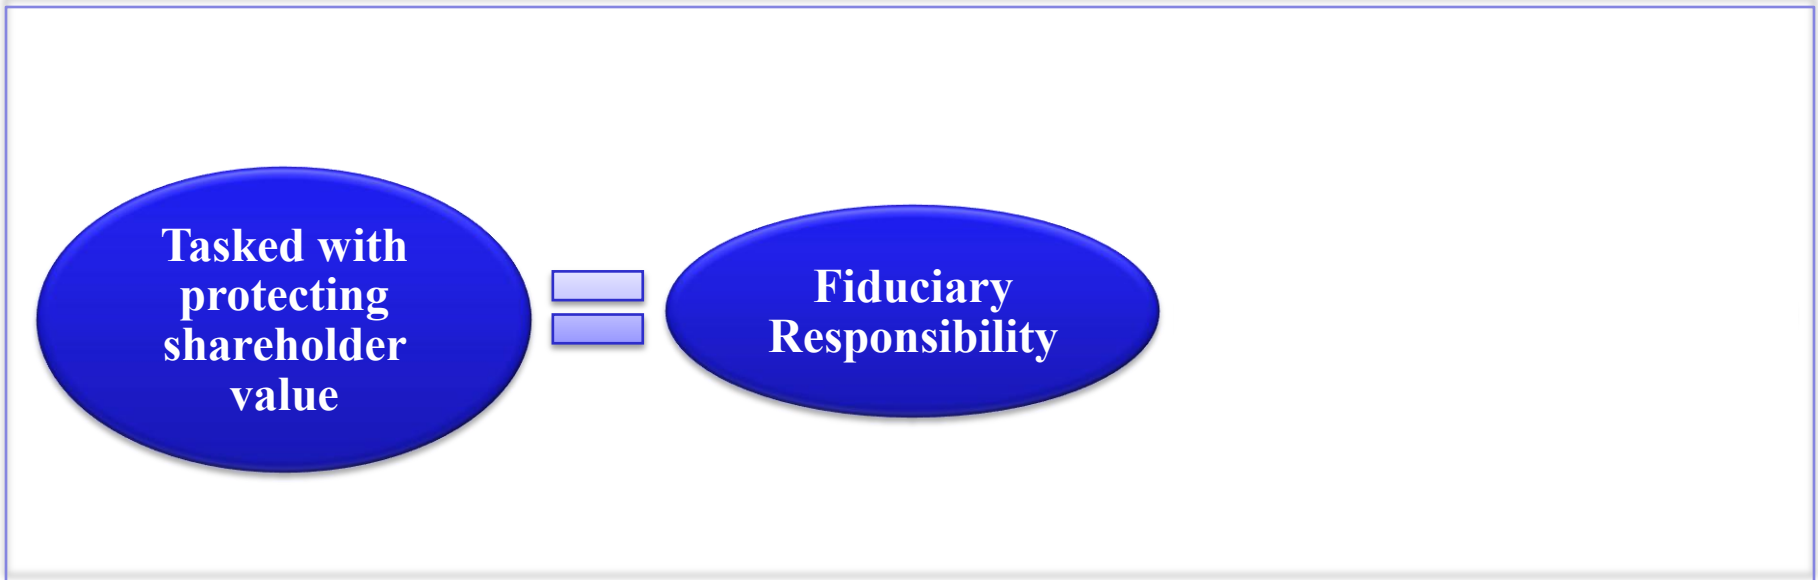 Tasked with
protecting
shareholder
value
Fiduciary
Responsibility